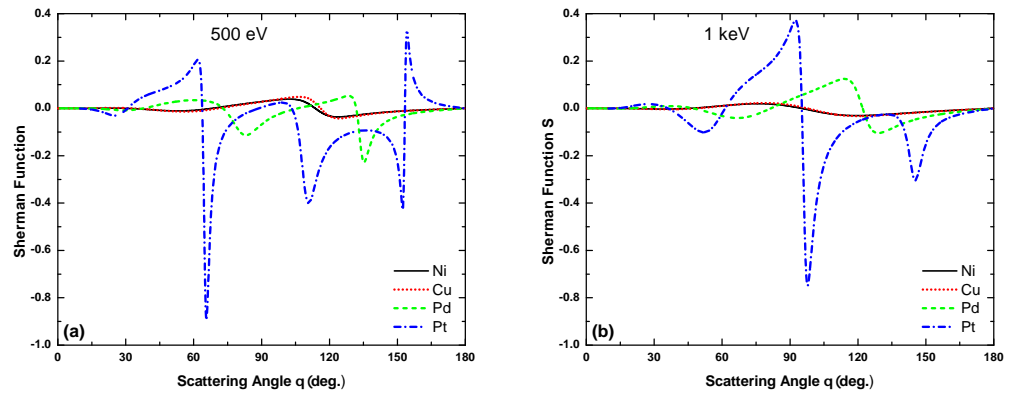 500 eV
Sherman Function
0.4
0.2
0.0
-0.2
-0.4
-0.6
-0.8
-1.0
Ni
Cu
Pd
Pt
(a)
0 30 60 90 120 150 180
Scattering Angle q (deg.)
1 keV
Sherman Function S
0.4
0.2
0.0
-0.2
-0.4
-0.6
-0.8
-1.0
Ni
Cu
Pd
Pt
(b)
0 30 60 90 120 150 180
Scattering Angle q (deg.)